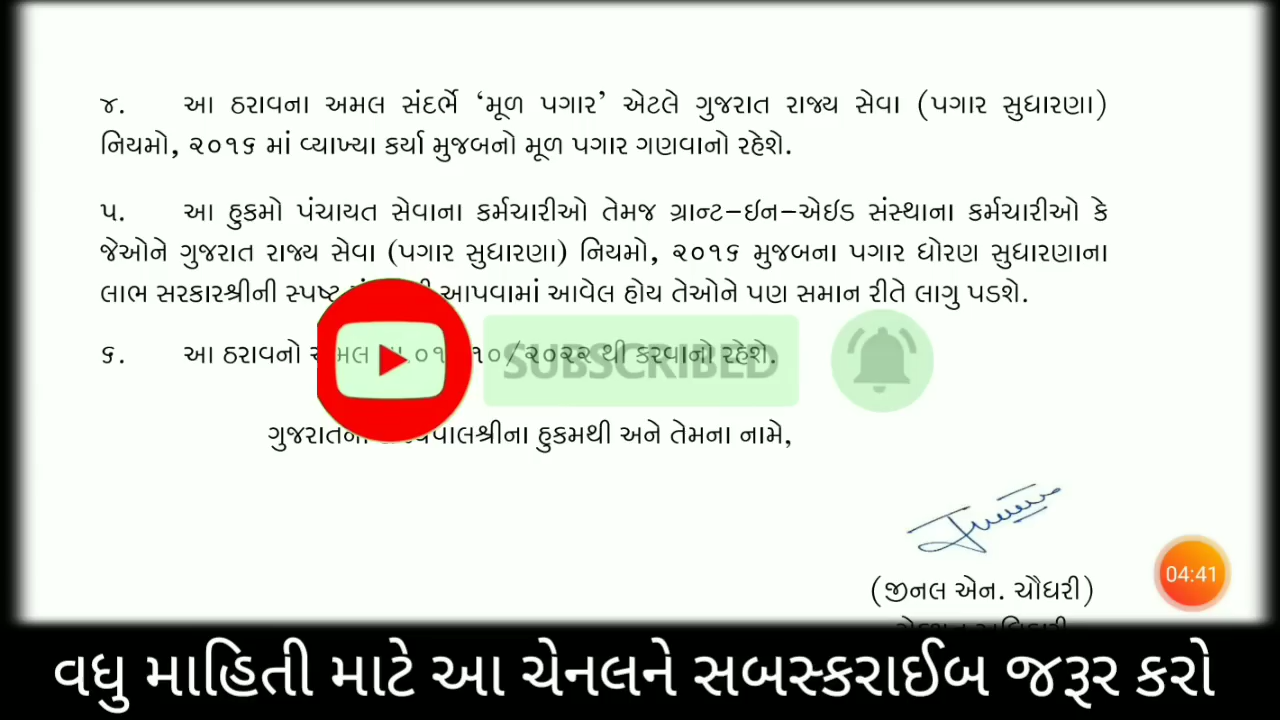 ૪. આ ઠરાવના અમલ સંદર્ભે ‘મૂળ પગાર’ એટલે ગુજરાત રાજ્ય સેવા (પગાર સુધારણા)
નિયમો, ૨૦૧૬ માં વ્યાખ્યા કર્યા મુજબનો મૂળ પગાર ગણવાનો રહેશે.
૫. આ હુકમો પંચાયત સેવાના કર્મચારીઓ તેમજ ગ્રાન્ટ-ઇન-એઇડ સંસ્થાના કર્મચારીઓ કે
જેઓને ગુજરાત રાજ્ય સેવા (પગાર સુધારણા) નિયમો, ૨૦૧૬ મુજબના પગાર ધોરણ સુધારણાના
લાભ સરકારશ્રીની સ્પષ્ટ આપવામાં આવેલ હોય તેઓને પણ સમાન રીતે લાગુ પડશે.
૬. આ ઠરાવનો ૧૦/૨૦૨૨ થી કરવાનો રહેશે.
SUBSCRIBED
હુકમથી અને તેમના નામે,
(જીનલ એન. ચૌધરી)
04:41
વધુ માહિતી માટે આ ચેનલને સબસ્કરાઈબ જરૂર કરો